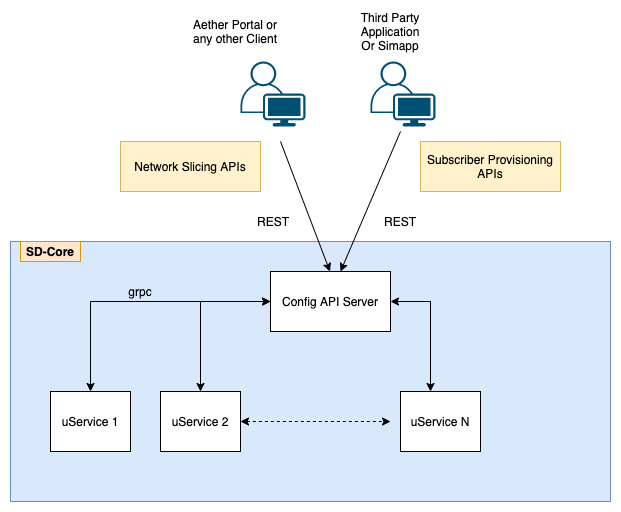 Aether Portal or
any other Client
Third Party
Application
Or Simapp
Network Slicing APIs
Subscriber Provisioning
APIs
REST
REST
SD-Core
grpc
Config API Server
uService 1
uService 2
uService N